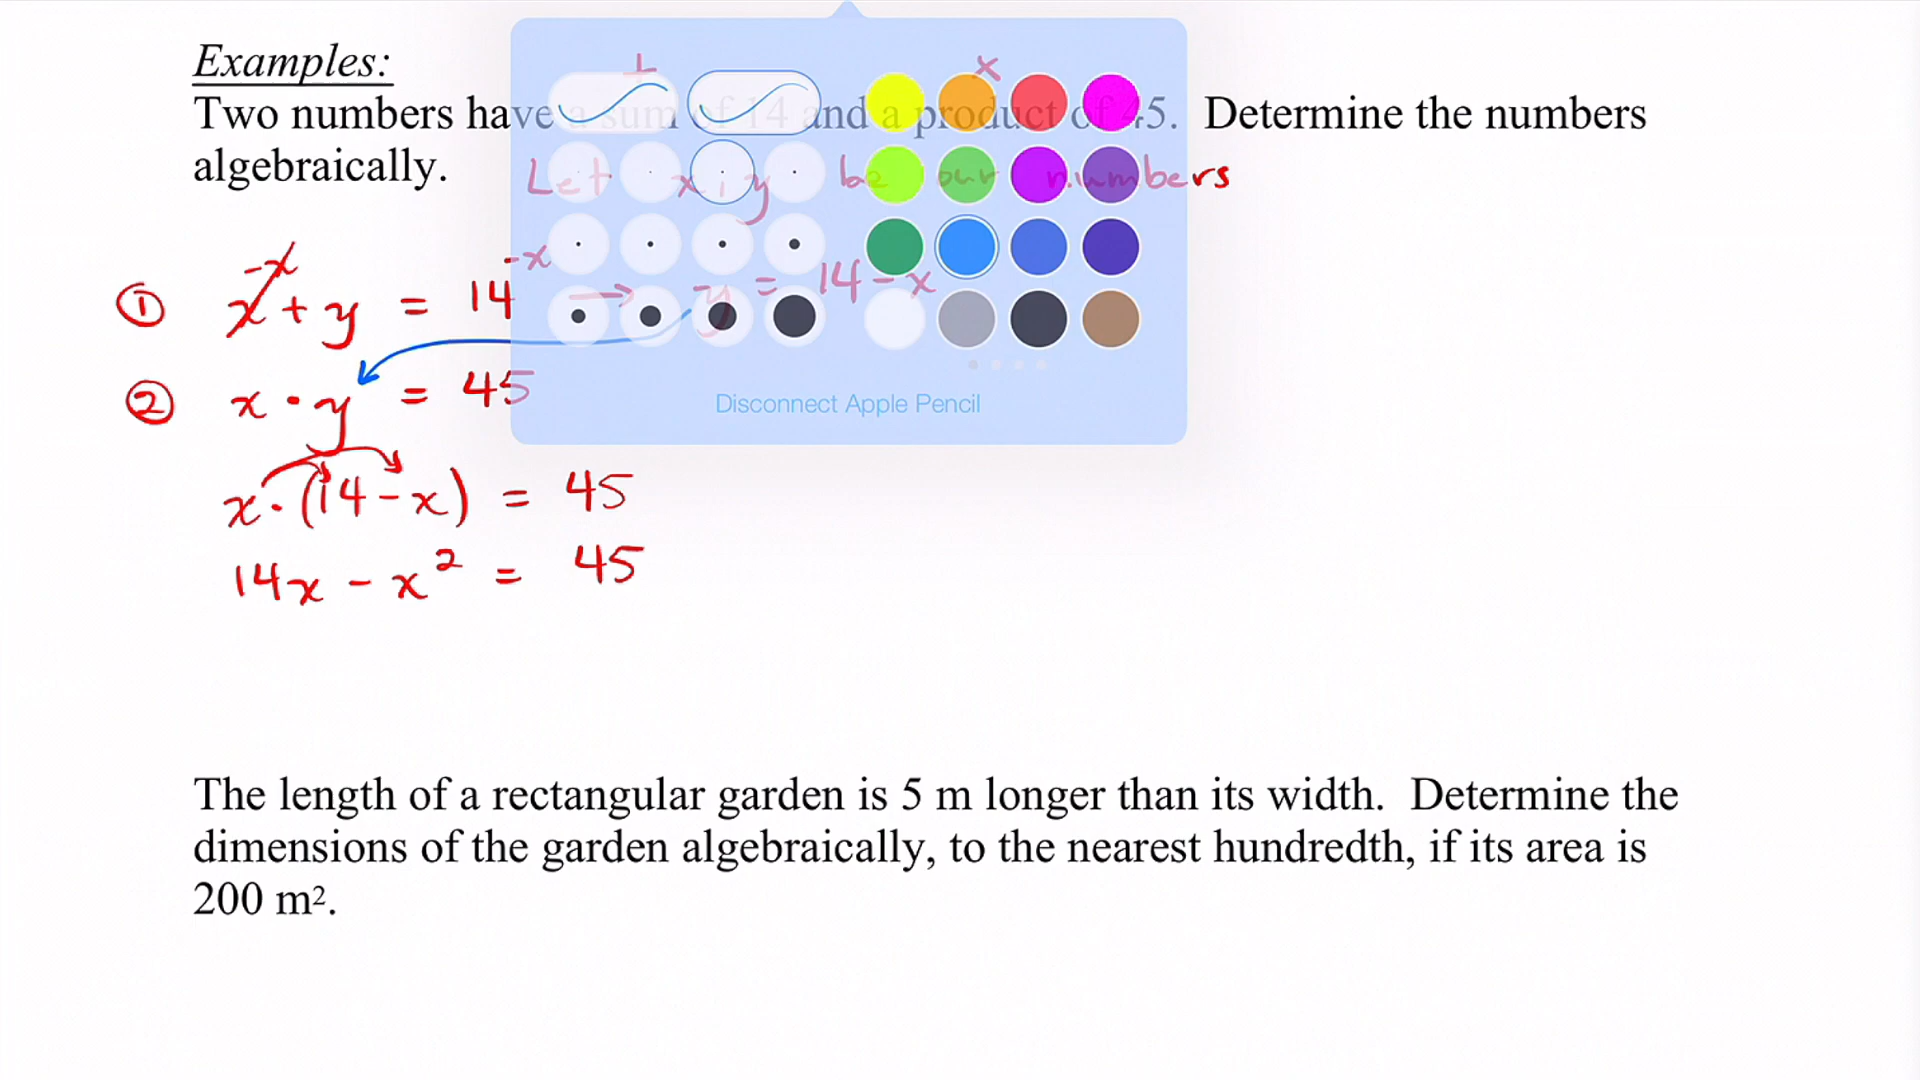 Examples:
+ x
Two numbers have a sum of 14 and a product of 45. Determine the numbers
algebraically.
Let x, y be our numbers
-x -x
① x + y = 14 → y = 14 - x
② x · y = 45
Disconnect Apple Pencil
x · (14 - x) = 45
14x - x² = 45
The length of a rectangular garden is 5 m longer than its width. Determine the
dimensions of the garden algebraically, to the nearest hundredth, if its area is
200 m².